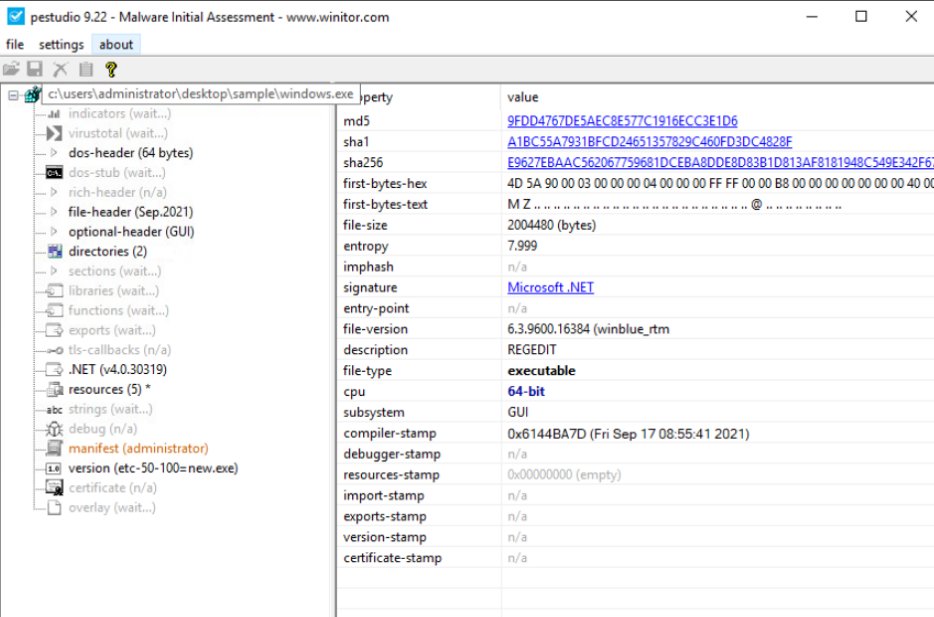 pestudio 9.22 - Malware Initial Assessment - www.winitor.com
file settings about
c:\users\administrator\desktop\sample\windows.exe
indicators (wait...)
virustotal (wait...)
dos-header (64 bytes)
dos-stub (wait...)
rich-header (n/a)
file-header (Sep.2021)
optional-header (GUI)
directories (2)
sections (wait...)
libraries (wait...)
functions (wait...)
exports (wait...)
tls-callbacks (n/a)
.NET (v4.0.30319)
resources (5) *
abc strings (wait...)
debug (n/a)
manifest (administrator)
1.0 version (etc-50-100=new.exe)
certificate (n/a)
overlay (wait...)
perty value
md5 9FDD4767DE5AEC8E577C1916ECC3E1D6
sha1 A1BC55A7931BFCD24651357829C460FD3DC4828F
sha256 E9627EBAAC562067759681DCEBA8DDE8D83B1D813AF8181948C549E342F67
first-bytes-hex 4D 5A 90 00 03 00 00 00 04 00 00 00 FF FF 00 00 B8 00 00 00 00 00 00 00 40 00
first-bytes-text M Z .. .. .. .. .. .. .. .. .. .. .. .. .. .. .. .. .. .. .. .. @ .. .. .. .. .. .. .. ..
file-size 2004480 (bytes)
entropy 7.999
imphash n/a
signature Microsoft .NET
entry-point n/a
file-version 6.3.9600.16384 (winblue_rtm
description REGEDIT
file-type executable
cpu 64-bit
subsystem GUI
compiler-stamp 0x6144BA7D (Fri Sep 17 08:55:41 2021)
debugger-stamp n/a
resources-stamp 0x00000000 (empty)
import-stamp n/a
exports-stamp n/a
version-stamp n/a
certificate-stamp n/a